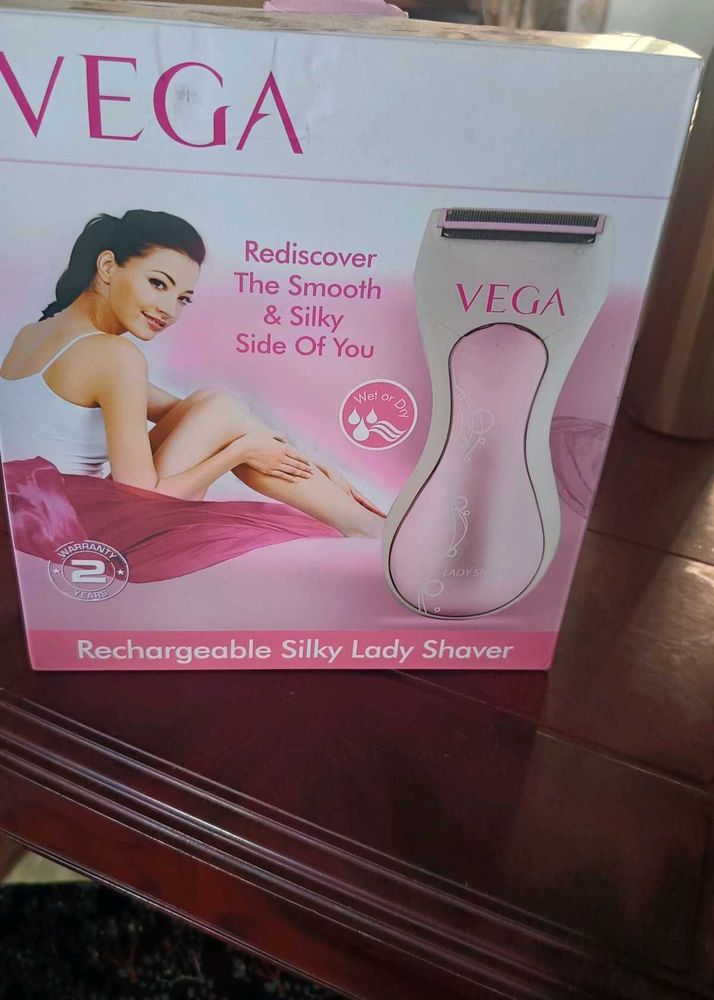 VEGA
Rediscover
The Smooth
& Silky
Side Of You
VEGA
Wet or Dry
LADY
WARRANTY
2
YEARS
Rechargeable Silky Lady Shaver